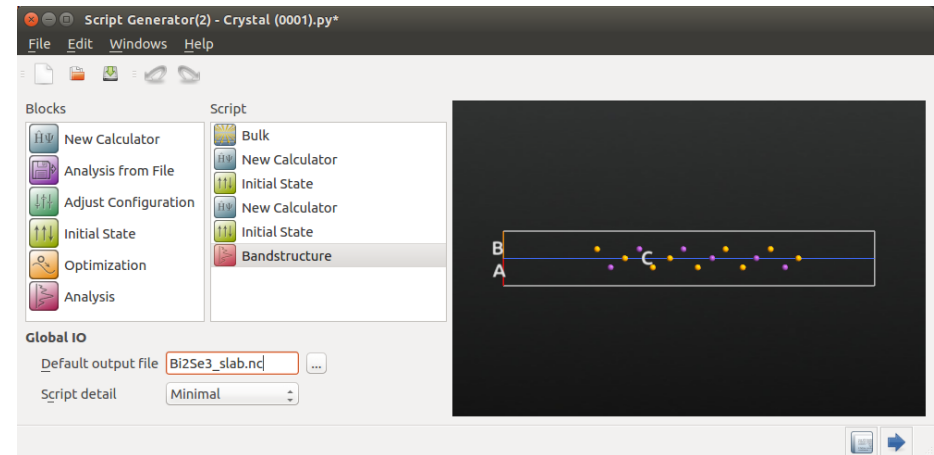 Script Generator(2) - Crystal (0001).py*
File Edit Windows Help
Blocks
New Calculator
Analysis from File
Adjust Configuration
Initial State
Optimization
Analysis
Script
Bulk
New Calculator
Initial State
New Calculator
Initial State
Bandstructure
Global IO
Default output file Bi2Se3_slab.nc ...
Script detail Minimal
B
C
A